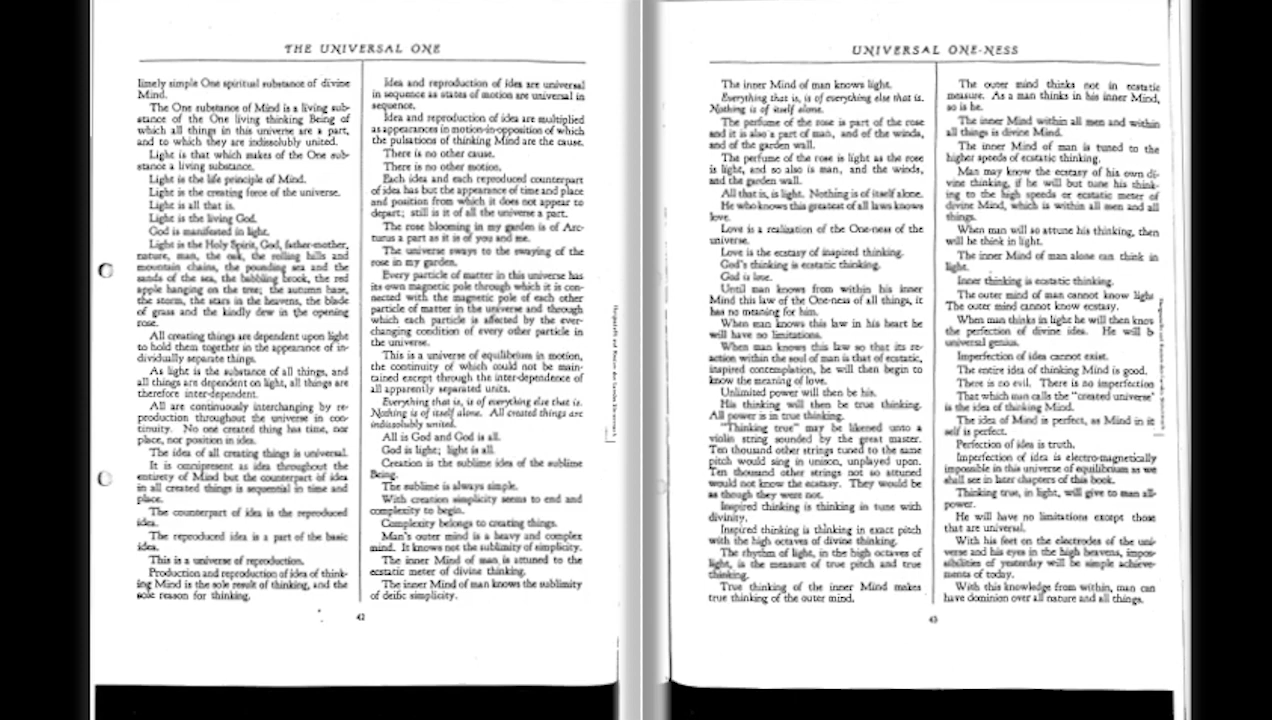 THE UNIVERSAL ONE
limely simple One spiritual substance of divine
Mind.
The One substance of Mind is a living sub-
stance of the One living thinking Being of
which all things in this universe are a part,
and to which they are indissolubly united.
Light is that which makes of the One sub-
stance a living substance.
Light is the life principle of Mind.
Light is the creating force of the universe.
Light is all that is.
Light is the living God.
God is manifested in light.
Light is the Holy Spirit, God, father-mother,
nature, man, the oak, the rolling hills and
mountain chains, the pounding sea and the
sands of the sea, the babbling brook, the red
apple hanging on the tree; the autumn haze,
the storm, the stars in the heavens, the blade
of grass and the kindly dew in the opening
rose.
All creating things are dependent upon light
to hold them together in the appearance of in-
dividually separate things.
As light is the substance of all things, and
all things are dependent on light, all things are
therefore inter-dependent.
All are continuously interchanging by re-
production throughout the universe in con-
tinuity. No one created thing has time, nor
place, nor position in idea.
The idea of all creating things is universal.
It is omnipresent as idea throughout the
entirety of Mind but the counterpart of idea
in all created things is sequential in time and
place.
The counterpart of idea is the reproduced
idea.
The reproduced idea is a part of the basic
idea.
This is a universe of reproduction.
Production and reproduction of idea of think-
ing Mind is the sole result of thinking, and the
sole reason for thinking.
Idea and reproduction of idea are universal
in sequence as states of motion are universal in
sequence.
Idea and reproduction of idea are multiplied
as appearances in motion-in-opposition of which
the pulsations of thinking Mind are the cause.
There is no other cause.
There is no other motion.
Each idea and each reproduced counterpart
of idea has but the appearance of time and place
and position from which it does not appear to
depart; still is it of all the universe a part.
The rose blooming in my garden is of Arc-
turus a part as it is of you and me.
The universe sways to the swaying of the
rose in my garden.
Every particle of matter in this universe has
its own magnetic pole through which it is con-
nected with the magnetic pole of each other
particle of matter in the universe and through
which each particle is affected by the ever-
changing condition of every other particle in
the universe.
This is a universe of equilibrium in motion,
the continuity of which could not be main-
tained except through the inter-dependence of
all apparently separated units.
Everything that is, is of everything else that is.
Nothing is of itself alone. All created things are
indissolubly united.
All is God and God is all.
God is light; light is all.
Creation is the sublime idea of the sublime
Being.
The sublime is always simple.
With creation simplicity seems to end and
complexity to begin.
Complexity belongs to creating things.
Man's outer mind is a heavy and complex
mind. It knows not the sublimity of simplicity.
The inner Mind of man is attuned to the
ecstatic meter of divine thinking.
The inner Mind of man knows the sublimity
of deific simplicity.
42
UNIVERSAL ONE-NESS
The inner Mind of man knows light.
Everything that is, is of everything else that is.
Nothing is of itself alone.
The perfume of the rose is part of the rose
and it is also a part of man, and of the winds,
and of the garden wall.
The perfume of the rose is light as the rose
is light, and so also is man, and the winds,
and the garden wall.
All that is, is light. Nothing is of itself alone.
He who knows this greatest of all laws knows
love.
Love is a realization of the One-ness of the
universe.
Love is the ecstasy of inspired thinking.
God's thinking is ecstatic thinking.
God is love.
Until man knows from within his inner
Mind this law of the One-ness of all things, it
has no meaning for him.
When man knows this law in his heart he
will have no limitations.
When man knows this law so that its re-
action within the soul of man is that of ecstatic,
inspired contemplation, he will then begin to
know the meaning of love.
Unlimited power will then be his.
His thinking will then be true thinking.
All power is in true thinking.
"Thinking true" may be likened unto a
violin string sounded by the great master.
Ten thousand other strings tuned to the same
pitch would sing in unison, unplayed upon.
Ten thousand other strings not so attuned
would not know the ecstasy. They would be
as though they were not.
Inspired thinking is thinking in tune with
divinity.
Inspired thinking is thinking in exact pitch
with the high octaves of divine thinking.
The rhythm of light, in the high octaves of
light, is the measure of true pitch and true
thinking.
True thinking of the inner Mind makes
true thinking of the outer mind.
The outer mind thinks not in ecstatic
measure. As a man thinks in his inner Mind,
so is he.
The inner Mind within all men and within
all things is divine Mind.
The inner Mind of man is tuned to the
higher speeds of ecstatic thinking.
Man may know the ecstasy of his own di-
vine thinking, if he will but tune his think-
ing to the high speeds or ecstatic meter of
divine Mind, which is within all men and all
things.
When man will so attune his thinking, then
will he think in light.
The inner Mind of man alone can think in
light.
Inner thinking is ecstatic thinking.
The outer mind of man cannot know light
The outer mind cannot know ecstasy.
When man thinks in light he will then know
the perfection of divine idea. He will b
universal genius.
Imperfection of idea cannot exist.
The entire idea of thinking Mind is good.
There is no evil. There is no imperfection
That which man calls the "created universe"
is the idea of thinking Mind.
The idea of Mind is perfect, as Mind in it
self is perfect.
Perfection of idea is truth.
Imperfection of idea is electro-magnetically
impossible in this universe of equilibrium as we
shall see in later chapters of this book.
Thinking true, in light, will give to man all-
power.
He will have no limitations except those
that are universal.
With his feet on the electrodes of the uni-
verse and his eyes in the high heavens, impos-
sibilities of yesterday will be simple achieve-
ments of today.
With this knowledge from within, man can
have dominion over all nature and all things.
43